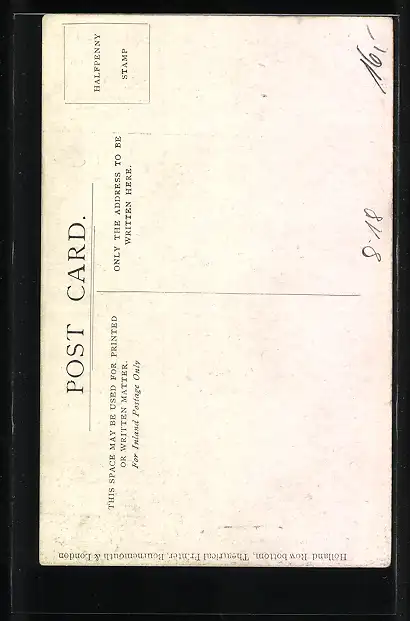 POST CARD.
HALFPENNY
STAMP
THIS SPACE MAY BE USED FOR PRINTED
OR WRITTEN MATTER.
For Inland Postage Only
ONLY THE ADDRESS TO BE
WRITTEN HERE.
16,-
8-18
Holland Rowbottom, Theatrical Printer, Bournemouth & London